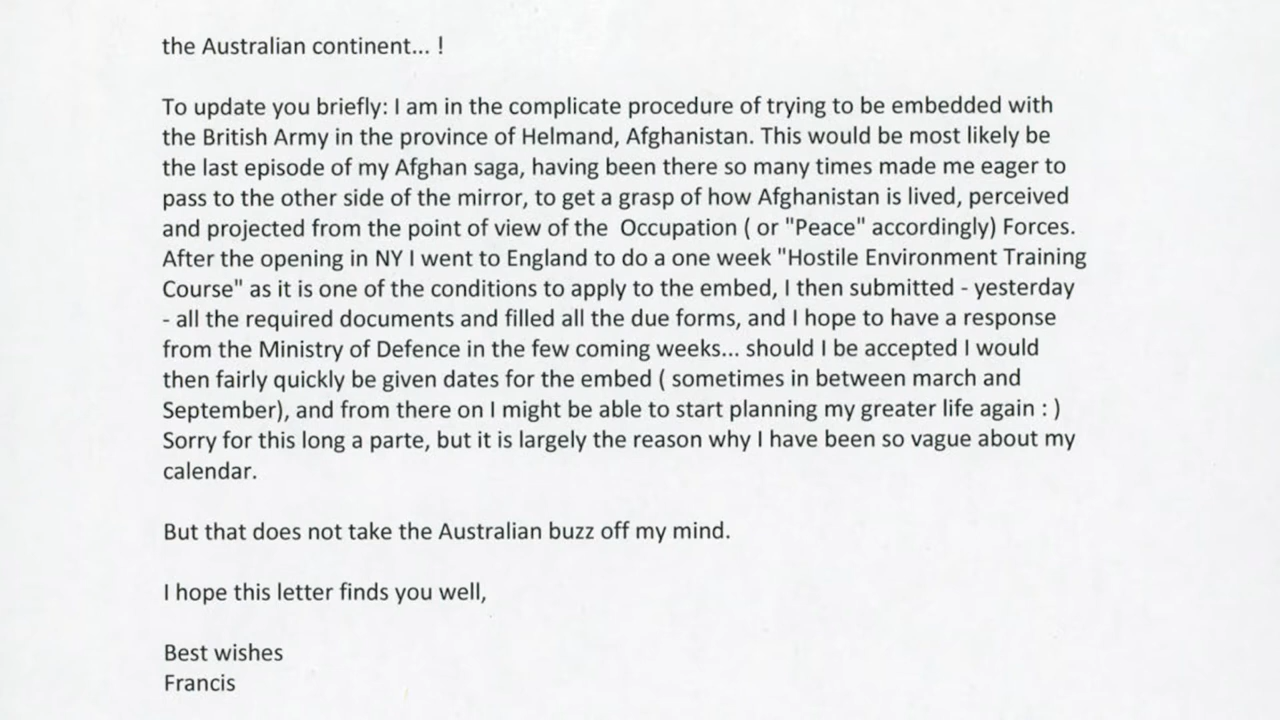 the Australian continent... !
To update you briefly: I am in the complicate procedure of trying to be embedded with
the British Army in the province of Helmand, Afghanistan. This would be most likely be
the last episode of my Afghan saga, having been there so many times made me eager to
pass to the other side of the mirror, to get a grasp of how Afghanistan is lived, perceived
and projected from the point of view of the  Occupation ( or "Peace" accordingly) Forces.
After the opening in NY I went to England to do a one week "Hostile Environment Training
Course" as it is one of the conditions to apply to the embed, I then submitted - yesterday
- all the required documents and filled all the due forms, and I hope to have a response
from the Ministry of Defence in the few coming weeks... should I be accepted I would
then fairly quickly be given dates for the embed ( sometimes in between march and
September), and from there on I might be able to start planning my greater life again : )
Sorry for this long a parte, but it is largely the reason why I have been so vague about my
calendar.
But that does not take the Australian buzz off my mind.
I hope this letter finds you well,
Best wishes
Francis